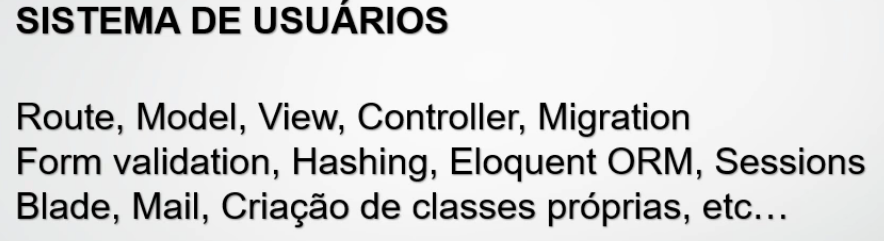 SISTEMA DE USUÁRIOS
Route, Model, View, Controller, Migration
Form validation, Hashing, Eloquent ORM, Sessions
Blade, Mail, Criação de classes próprias, etc...